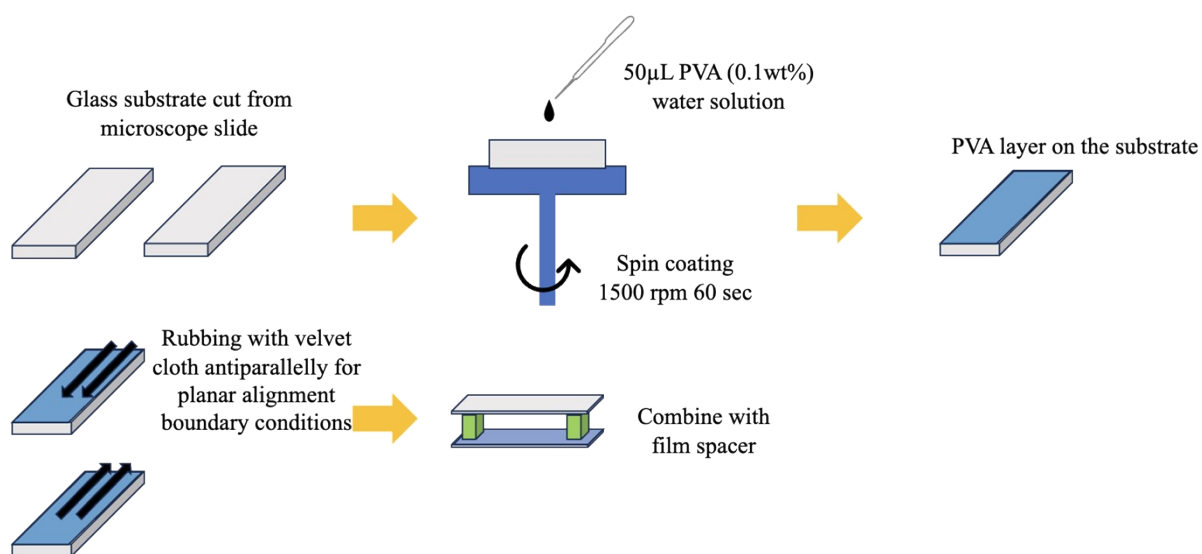 Glass substrate cut from
microscope slide
50µL PVA (0.1wt%)
water solution
Spin coating
1500 rpm 60 sec
PVA layer on the substrate
Rubbing with velvet
cloth antiparallelly for
planar alignment
boundary conditions
Combine with
film spacer